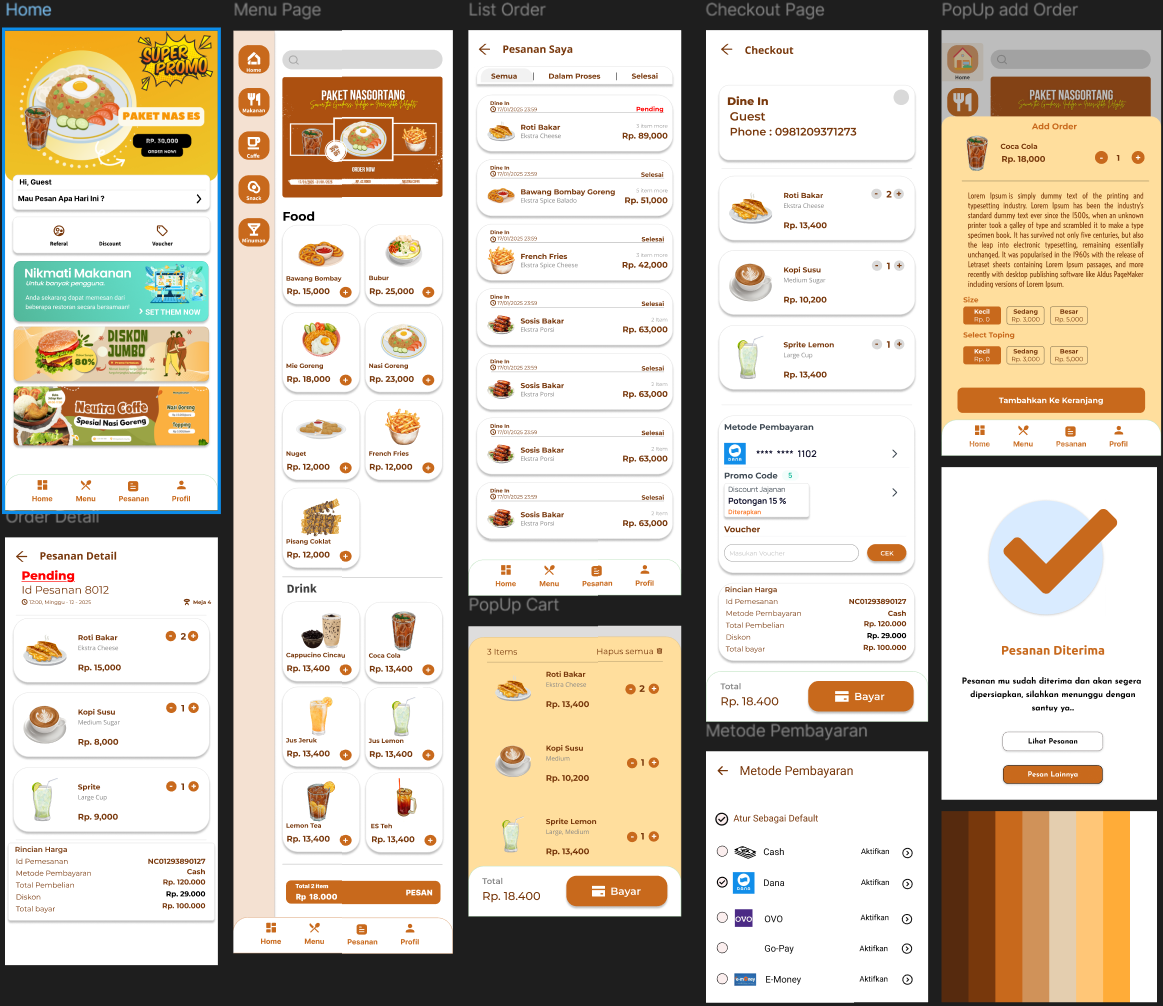 Home
SUPER
PROMO
PAKET NAS ES
RP. 30,000
ORDER NOW!
Hi, Guest
Mau Pesan Apa Hari Ini ?
Referal
Discount
Voucher
Nikmati Makanan
Untuk banyak pengguna.
Anda sekarang dapat memesan dari
beberapa restoran secara bersamaan!
> SET THEM NOW
DISKON
JUMBO
80%
Neutra Coffe
Spesial Nasi Goreng
Nasi Goreng
Topping
Home
Menu
Pesanan
Profil
Order Detail
Pesanan Detail
Pending
Id Pesanan 8012
12:00, Minggu - 12 - 2025
Meja 4
Roti Bakar
Ekstra Cheese
Rp. 15,000
- 2 +
Kopi Susu
Medium Sugar
Rp. 8,000
- 1 +
Sprite
Large Cup
Rp. 9,000
- 1 +
Rincian Harga
Id Pemesanan NC01293890127
Metode Pembayaran Cash
Total Pembelian Rp. 120.000
Diskon Rp. 29.000
Total bayar Rp. 100.000
Menu Page
Home
Makanan
Coffe
Snack
Minuman
PAKET NASGORTANG
ORDER NOW
Food
Bawang Bombay
Rp. 15,000
Bubur
Rp. 25,000
Mie Goreng
Rp. 18,000
Nasi Goreng
Rp. 23,000
Nuget
Rp. 12,000
French Fries
Rp. 12,000
Pisang Coklat
Rp. 12,000
Drink
Cappucino Cincau
Rp. 13,400
Coca Cola
Rp. 13,400
Jus Jeruk
Rp. 13,400
Jus Lemon
Rp. 13,400
Lemon Tea
Rp. 13,400
ES Teh
Rp. 13,400
Total 2 item
Rp 18.000
PESAN
Home
Menu
Pesanan
Profil
List Order
Pesanan Saya
Semua | Dalam Proses | Selesai
Dine In
17/01/2025 23:59
Pending
Roti Bakar
Ekstra Cheese
3 item more
Rp. 89,000
Dine In
17/01/2025 23:59
Selesai
Bawang Bombay Goreng
Ekstra Spice Balado
3 item more
Rp. 51,000
Dine In
17/01/2025 23:59
Selesai
French Fries
Ekstra Spice Cheese
3 item more
Rp. 42,000
Dine In
17/01/2025 23:59
Selesai
Sosis Bakar
Ekstra Porsi
2 item
Rp. 63,000
Dine In
17/01/2025 23:59
Selesai
Sosis Bakar
Ekstra Porsi
2 item
Rp. 63,000
Dine In
17/01/2025 23:59
Selesai
Sosis Bakar
Ekstra Porsi
2 item
Rp. 63,000
Dine In
17/01/2025 23:59
Selesai
Sosis Bakar
Ekstra Porsi
2 item
Rp. 63,000
Home
Menu
Pesanan
Profil
PopUp Cart
3 Items
Hapus semua
Roti Bakar
Ekstra Cheese
Rp. 13,400
- 2 +
Kopi Susu
Medium
Rp. 10,200
- 1 +
Sprite Lemon
Large, Medium
Rp. 13,400
- 1 +
Total
Rp. 18.400
Bayar
Checkout Page
Checkout
Dine In
Guest
Phone : 0981209371273
Roti Bakar
Ekstra Cheese
Rp. 13,400
- 2 +
Kopi Susu
Medium Sugar
Rp. 10,200
- 1 +
Sprite Lemon
Large Cup
Rp. 13,400
- 1 +
Metode Pembayaran
DANA
**** **** 1102
Promo Code 5
Discount Jajanan
Potongan 15 %
Diterapkan
Voucher
Masukan Voucher
CEK
Rincian Harga
Id Pemesanan NC01293890127
Metode Pembayaran Cash
Total Pembelian Rp. 120.000
Diskon Rp. 29.000
Total bayar Rp. 100.000
Total
Rp. 18.400
Bayar
Metode Pembayaran
Metode Pembayaran
Atur Sebagai Default
Cash Aktifkan
DANA
Dana Aktifkan
OVO
OVO Aktifkan
Go-Pay Aktifkan
e-money
E-Money Aktifkan
PopUp add Order
Home
PAKET NASGORTANG
Add Order
Coca Cola
Rp. 18,000
- 1 +
Lorem Ipsum is simply dummy text of the printing and
typesetting industry. Lorem Ipsum has been the industry's
standard dummy text ever since the 1500s, when an unknown
printer took a galley of type and scrambled it to make a type
specimen book. It has survived not only five centuries, but also
the leap into electronic typesetting, remaining essentially
unchanged. It was popularised in the 1960s with the release of
Letraset sheets containing Lorem Ipsum passages, and more
recently with desktop publishing software like Aldus PageMaker
including versions of Lorem Ipsum.
Size
Kecil
Rp. 0
Sedang
Rp. 3,000
Besar
Rp. 5,000
Select Toping
Kecil
Rp. 0
Sedang
Rp. 3,000
Besar
Rp. 5,000
Tambahkan Ke Keranjang
Home
Menu
Pesanan
Profil
Pesanan Diterima
Pesanan mu sudah diterima dan akan segera
dipersiapkan, silahkan menunggu dengan
santuy ya..
Lihat Pesanan
Pesan Lainnya